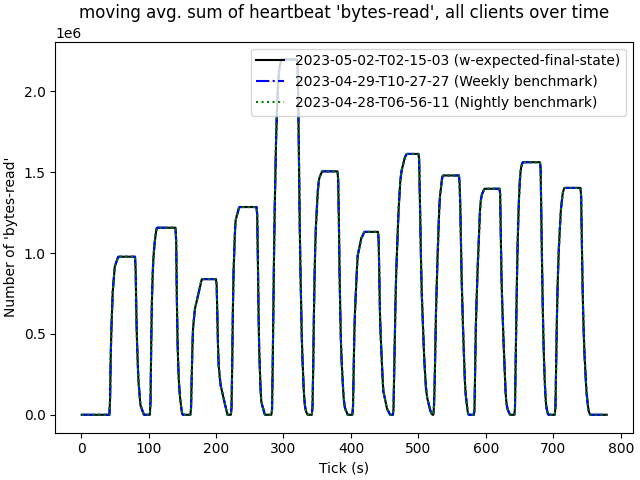 moving avg. sum of heartbeat 'bytes-read', all clients over time
1e6
2023-05-02-T02-15-03 (w-expected-final-state)
2023-04-29-T10-27-27 (Weekly benchmark)
2023-04-28-T06-56-11 (Nightly benchmark)
2.0
1.5
1.0
0.5
0.0
Number of 'bytes-read'
0 100 200 300 400 500 600 700 800
Tick (s)